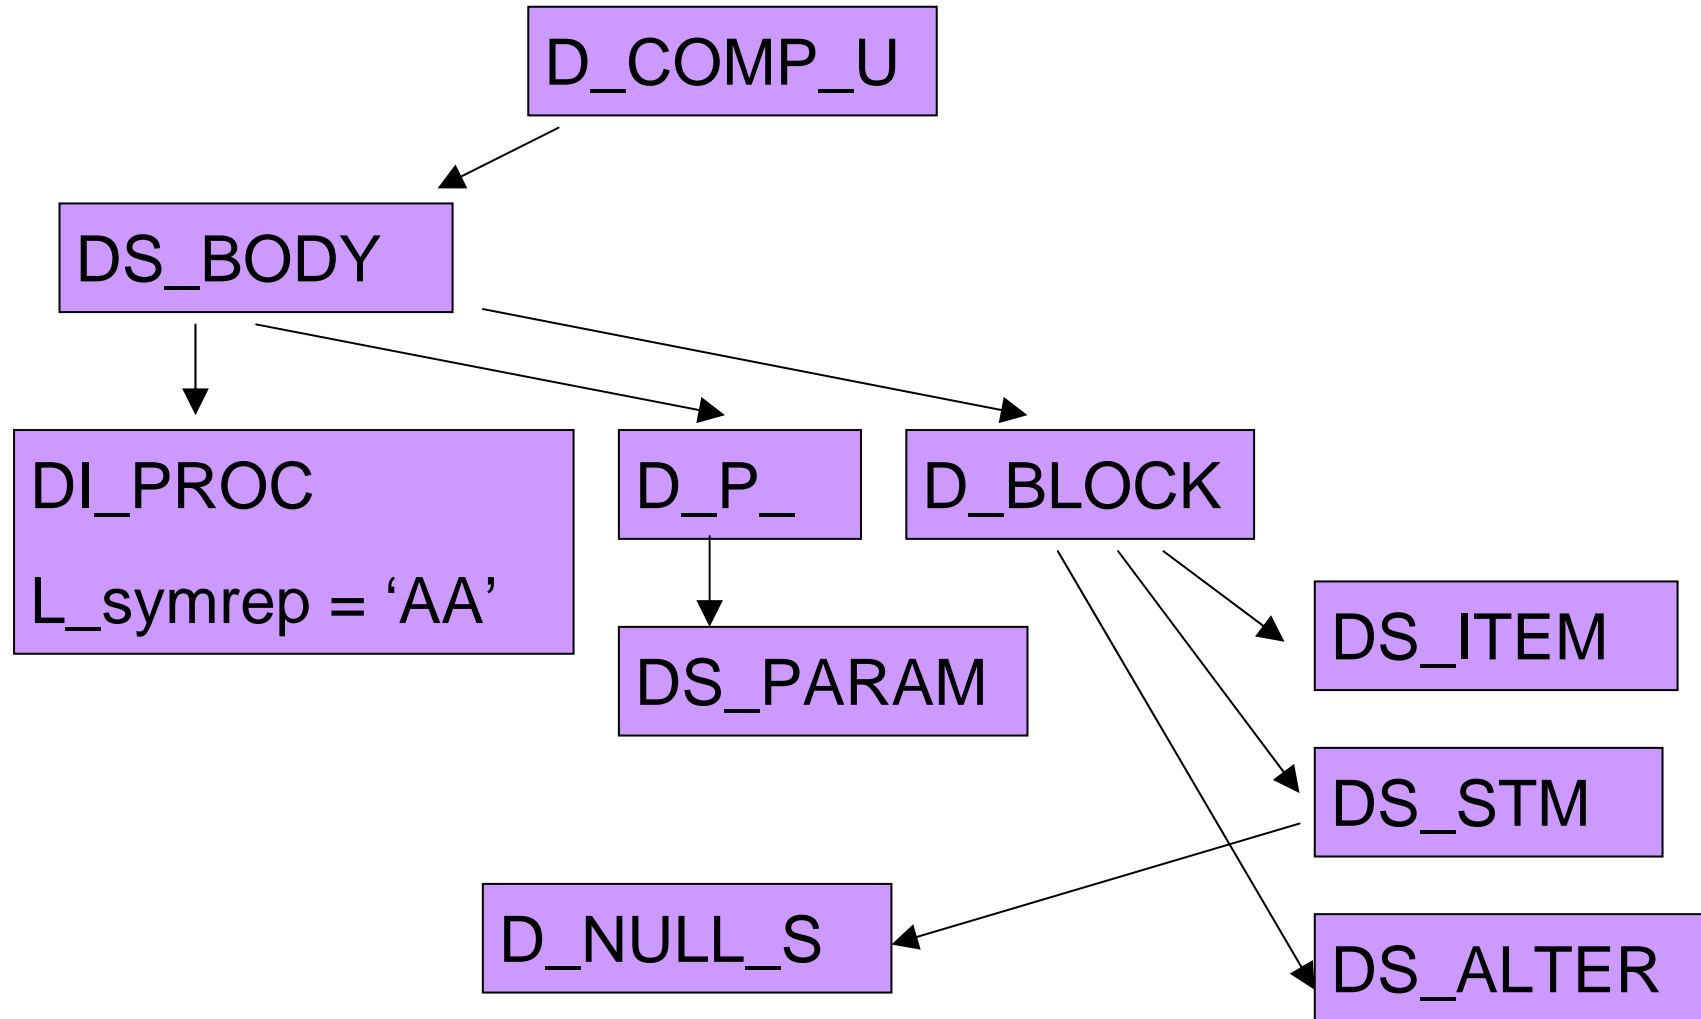 D_COMP_U
DS_BODY
DI_PROC
L_symrep = ‘AA’
D_P_
D_BLOCK
DS_PARAM
DS_ITEM
DS_STM
D_NULL_S
DS_ALTER